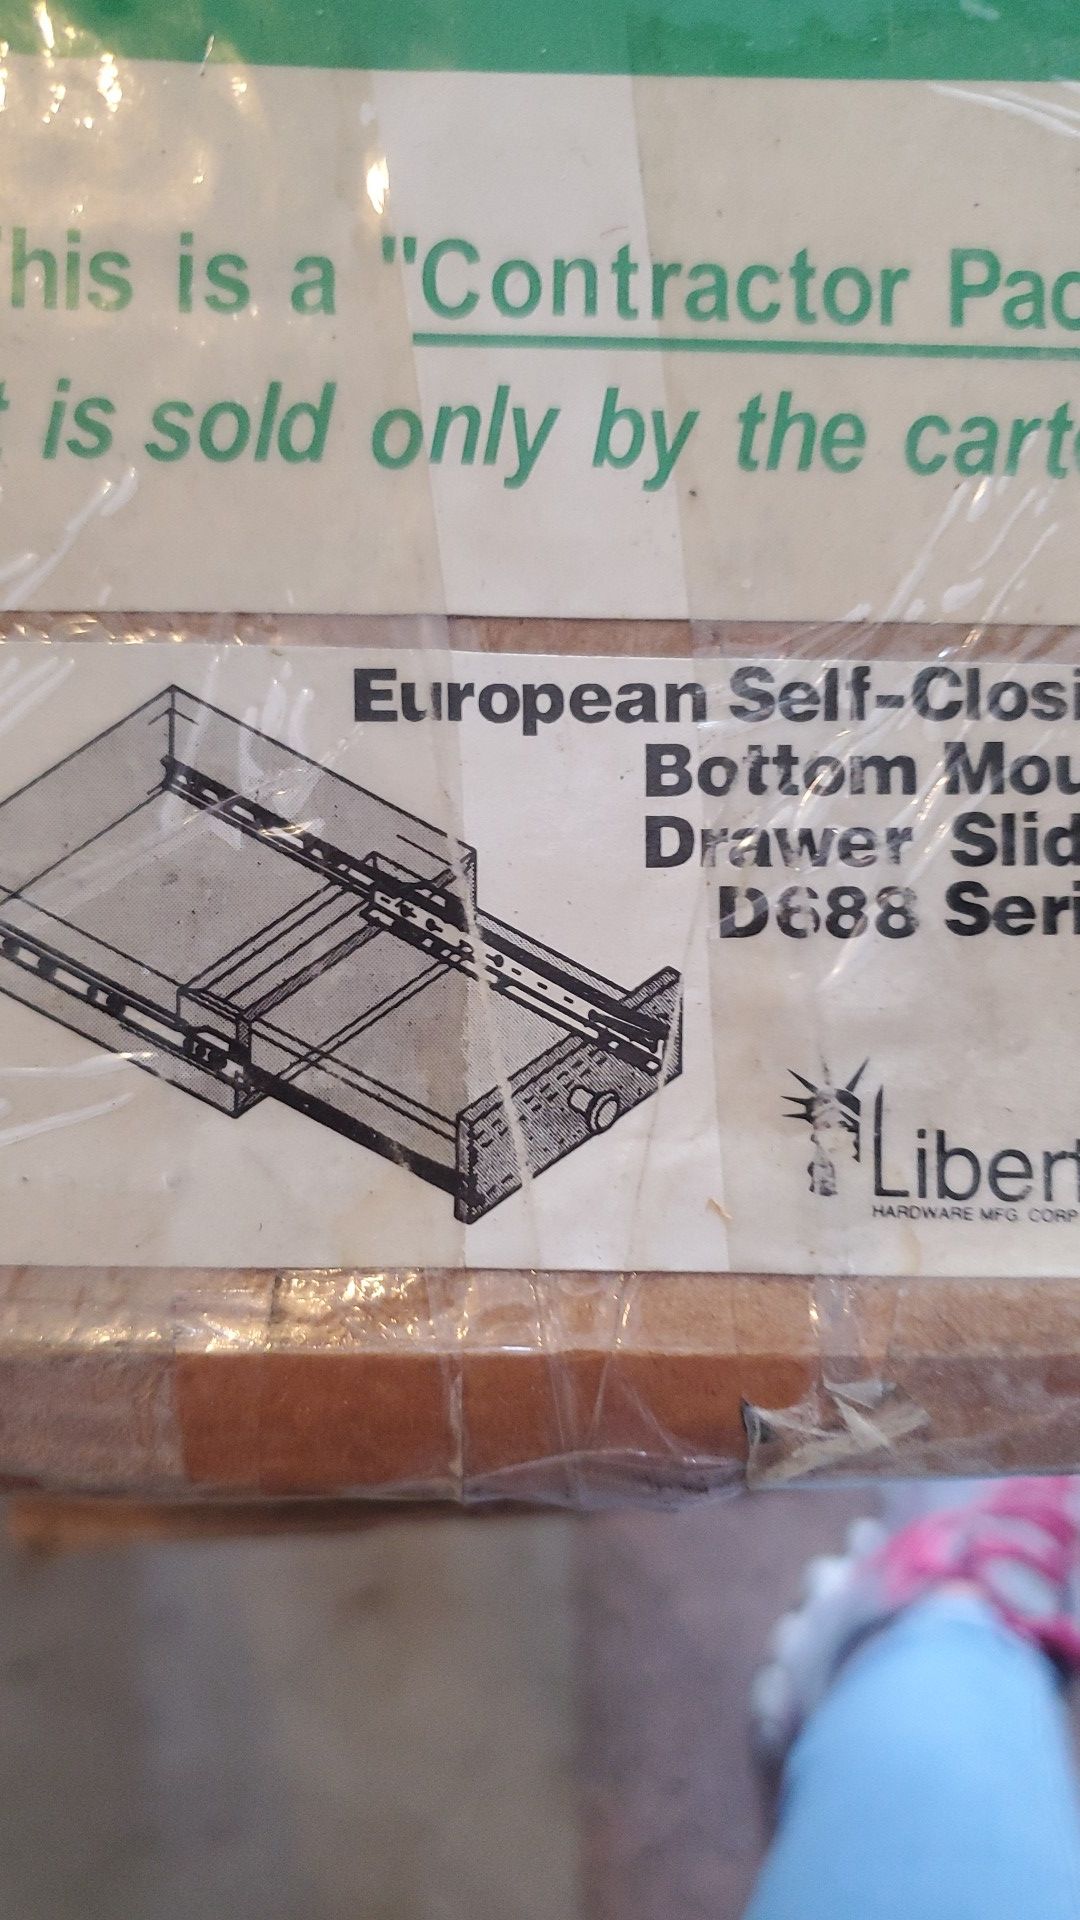 his is a "Contractor Pac
is sold only by the cart
European Self-Closi
Bottom Mou
Drawer Slid
D688 Seri
Libert
HARDWARE MFG. CORP